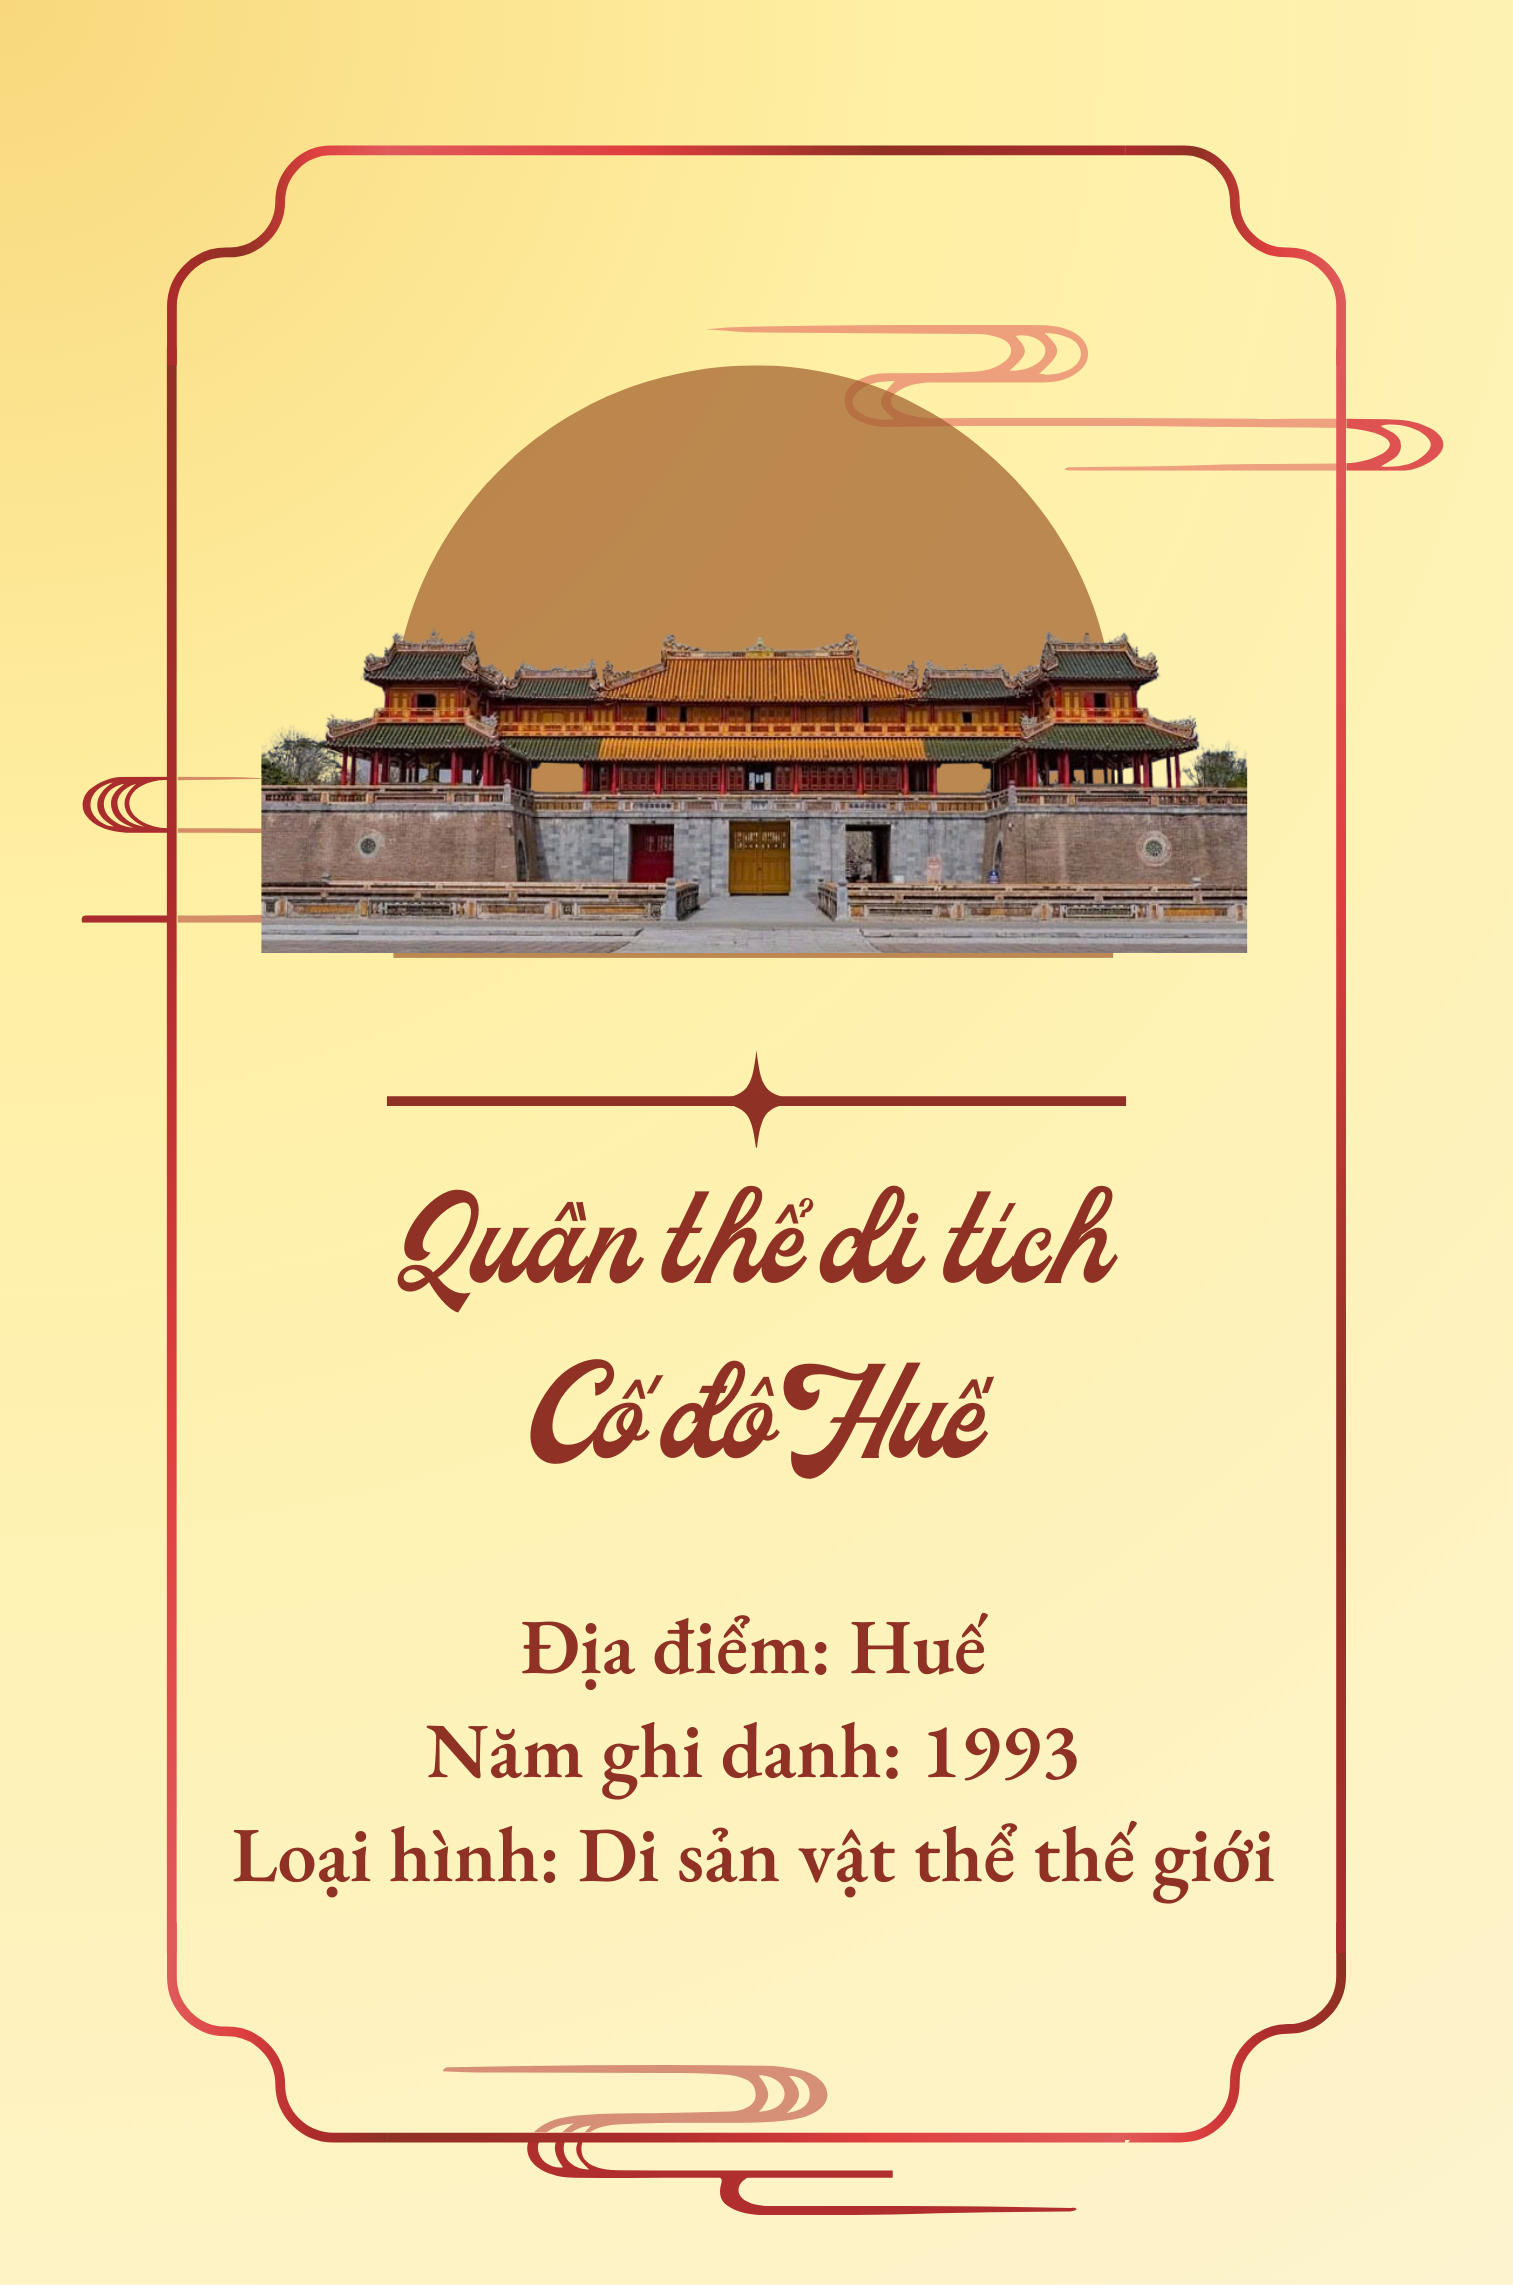 Quần thể di tích
Cố đô Huế
Địa điểm: Huế
Năm ghi danh: 1993
Loại hình: Di sản vật thể thế giới